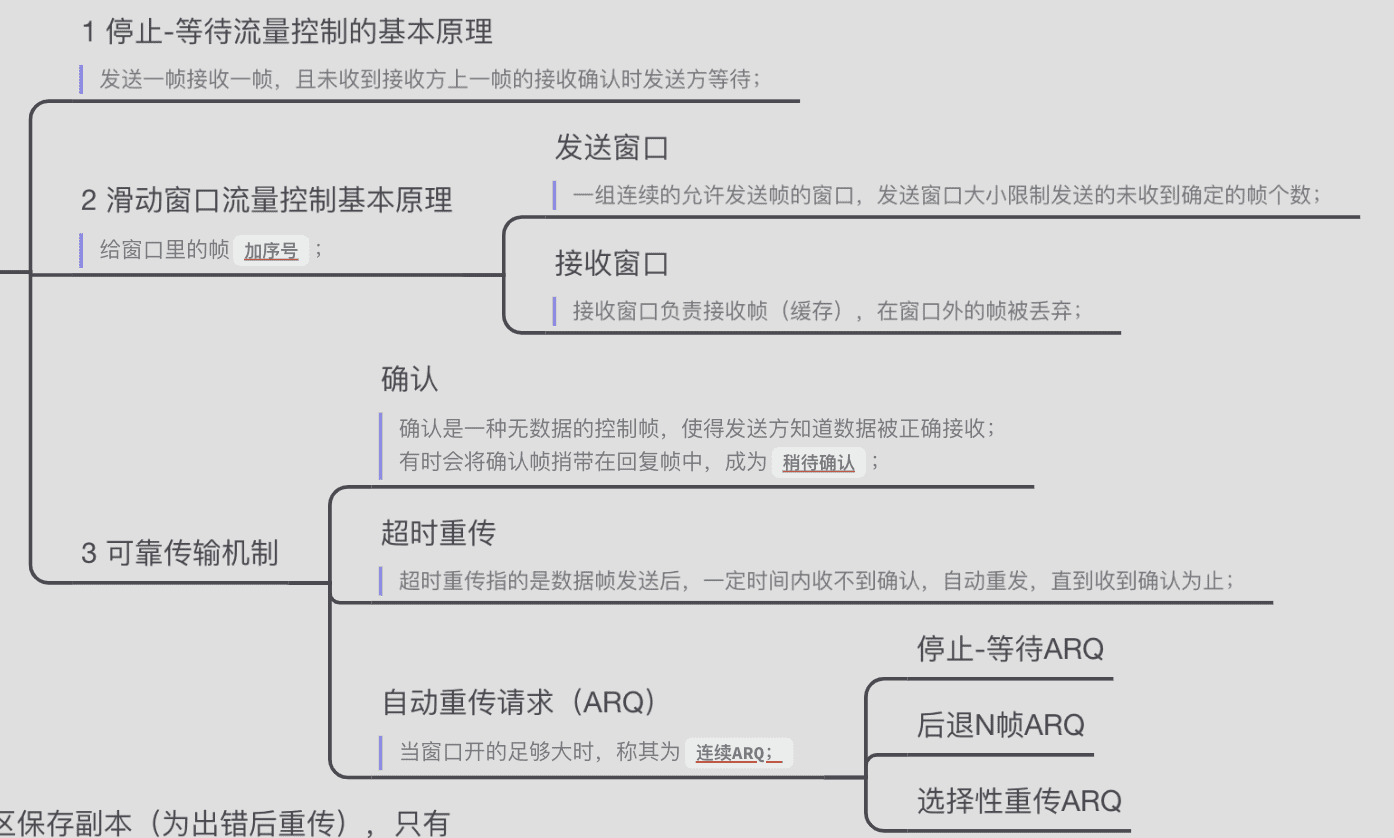 1 停止-等待流量控制的基本原理
发送一帧接收一帧，且未收到接收方上一帧的接收确认时发送方等待；
2 滑动窗口流量控制基本原理
给窗口里的帧 加序号 ；
发送窗口
一组连续的允许发送帧的窗口，发送窗口大小限制发送的未收到确定的帧个数；
接收窗口
接收窗口负责接收帧（缓存），在窗口外的帧被丢弃；
3 可靠传输机制
确认
确认是一种无数据的控制帧，使得发送方知道数据被正确接收；
有时会将确认帧捎带在回复帧中，成为 稍待确认 ；
超时重传
超时重传指的是数据帧发送后，一定时间内收不到确认，自动重发，直到收到确认为止；
自动重传请求（ARQ）
当窗口开的足够大时，称其为 连续ARQ；
停止-等待ARQ
后退N帧ARQ
选择性重传ARQ
区保存副本（为出错后重传），只有